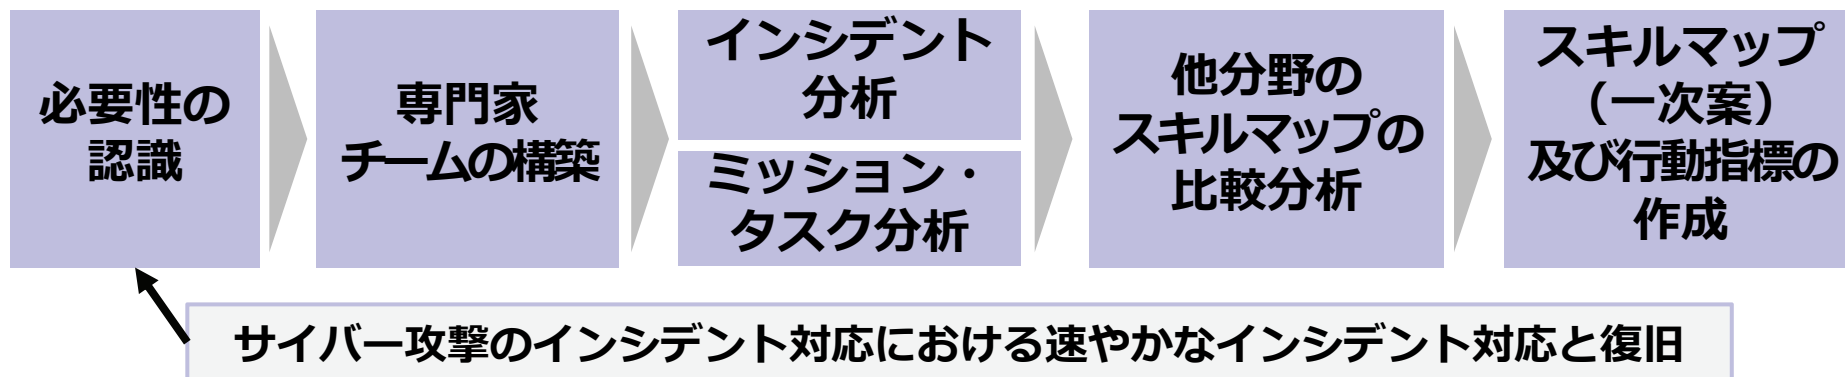 必要性の
認識
専門家
チームの構築
インシデント
分析
ミッション・
タスク分析
他分野の
スキルマップの
比較分析
スキルマップ
（一次案）
及び行動指標の
作成
サイバー攻撃のインシデント対応における速やかなインシデント対応と復旧